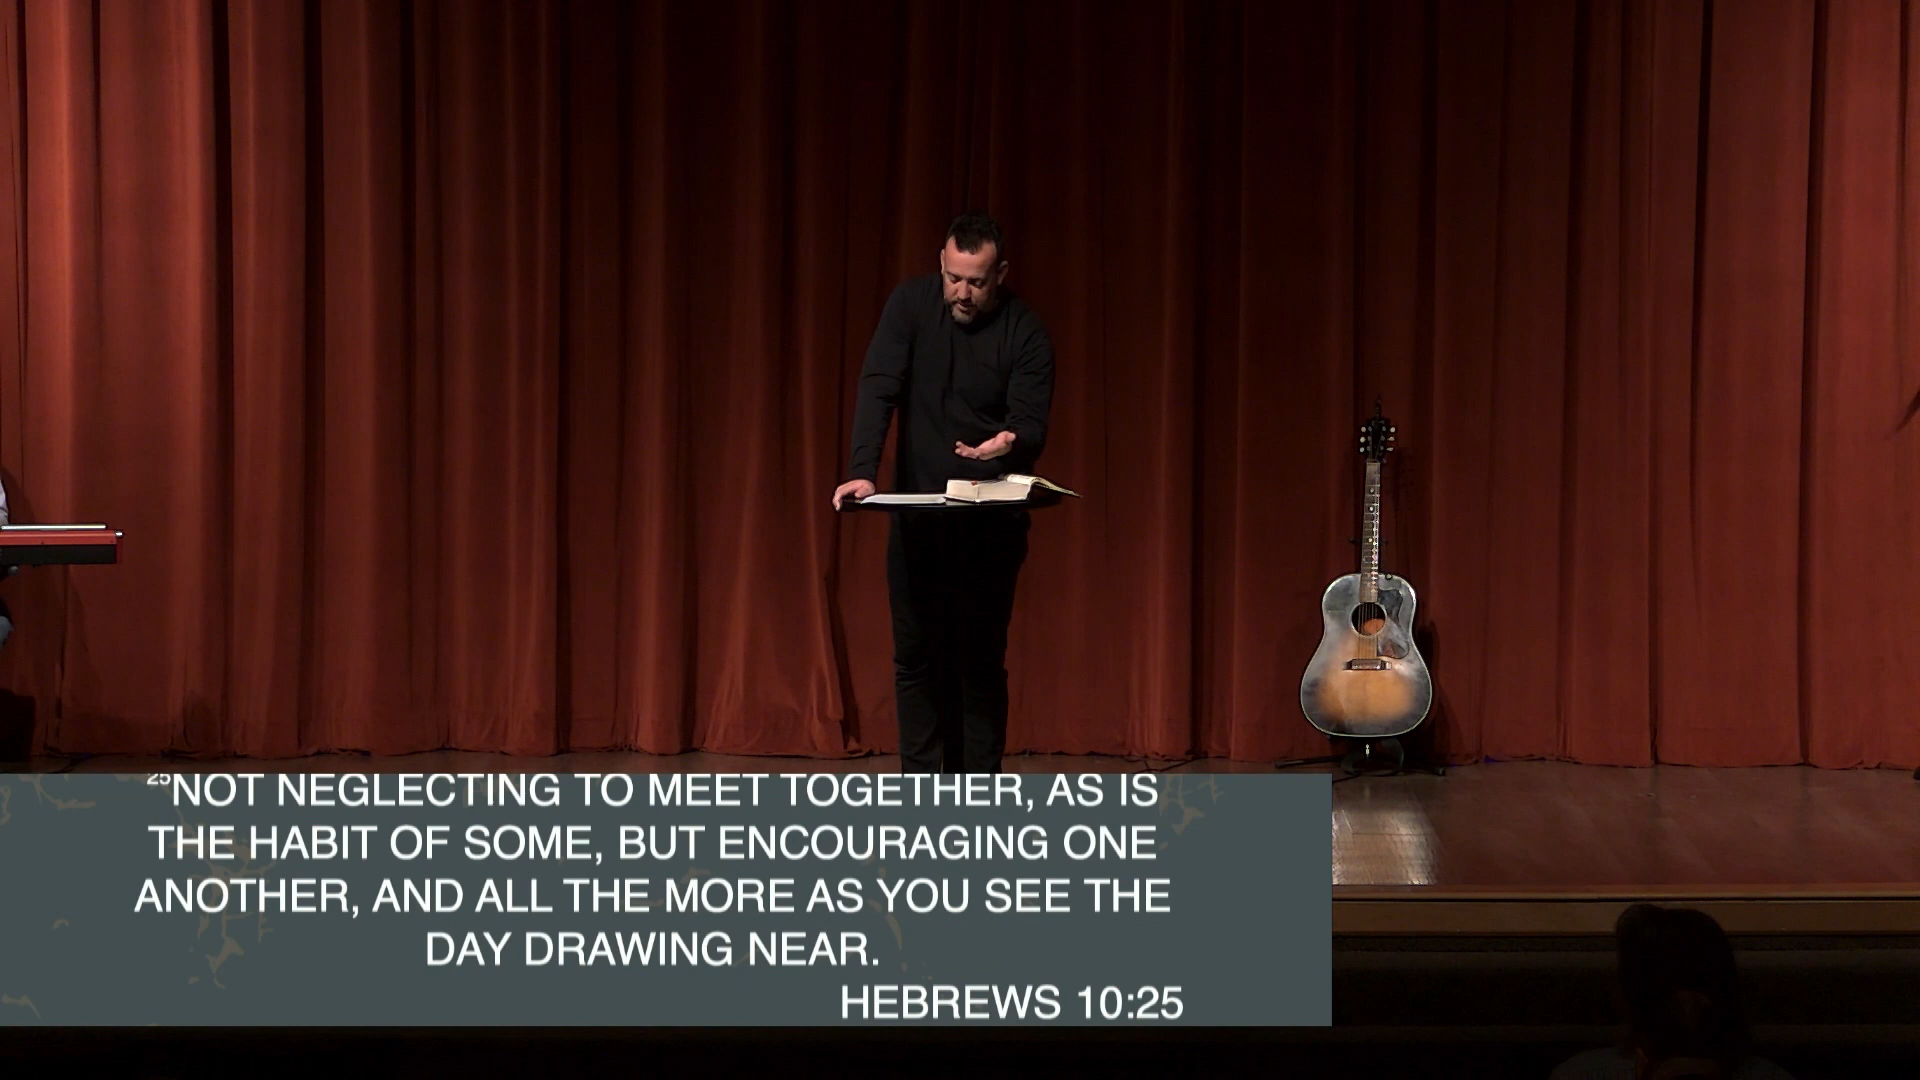 25NOT NEGLECTING TO MEET TOGETHER, AS IS
THE HABIT OF SOME, BUT ENCOURAGING ONE
ANOTHER, AND ALL THE MORE AS YOU SEE THE
DAY DRAWING NEAR.
HEBREWS 10:25